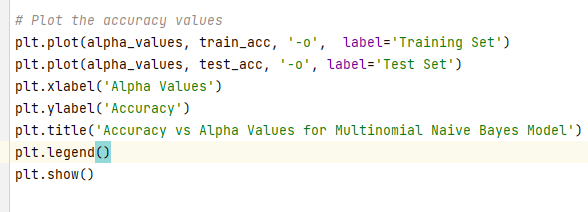 # Plot the accuracy values
plt.plot(alpha_values, train_acc, '-o',  label='Training Set')
plt.plot(alpha_values, test_acc, '-o', label='Test Set')
plt.xlabel('Alpha Values')
plt.ylabel('Accuracy')
plt.title('Accuracy vs Alpha Values for Multinomial Naive Bayes Model')
plt.legend()
plt.show()